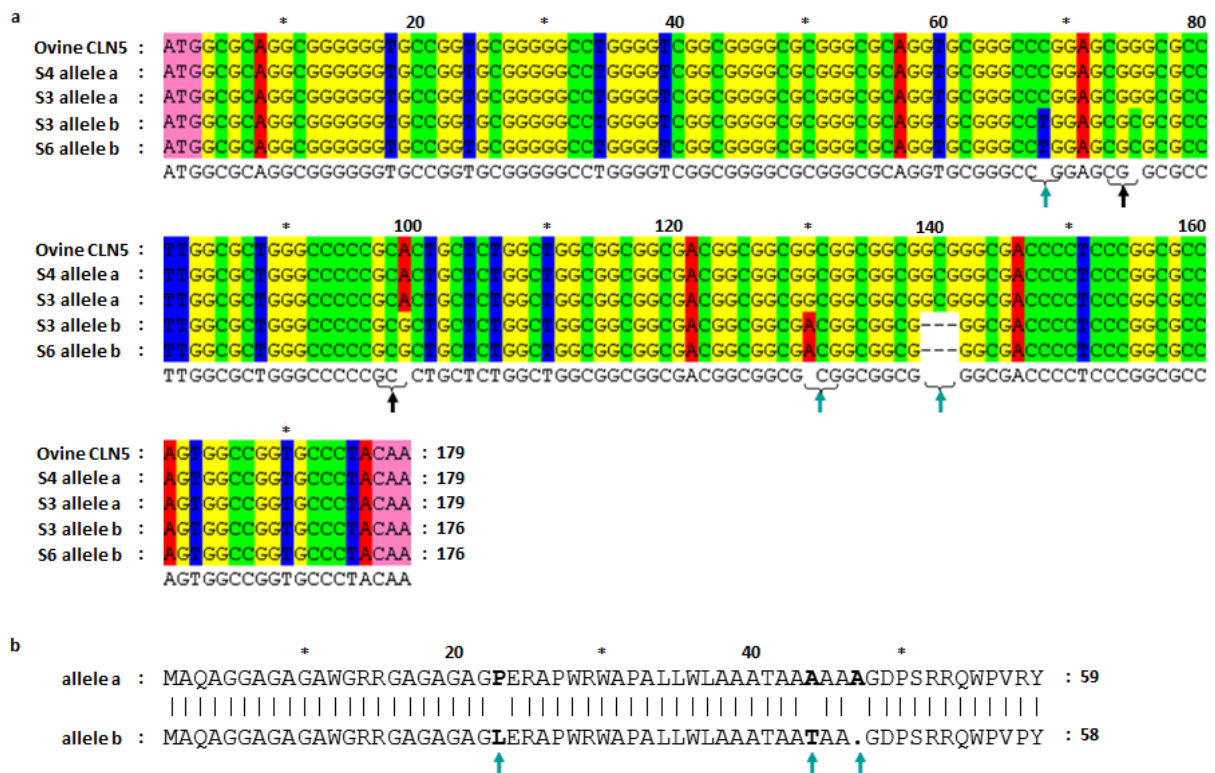 a
* 20 * 40 * 60 * 80
Ovine CLN5 : ATGGCGCAGGCGGGGGGTGCCGGTGCGGGGGCCTGGGGTCGGCGGGGCGCGGGCGCAGGTGCGGGCCCGGAGCGGGCGCC
S4 allele a : ATGGCGCAGGCGGGGGGTGCCGGTGCGGGGGCCTGGGGTCGGCGGGGCGCGGGCGCAGGTGCGGGCCCGGAGCGGGCGCC
S3 allele a : ATGGCGCAGGCGGGGGGTGCCGGTGCGGGGGCCTGGGGTCGGCGGGGCGCGGGCGCAGGTGCGGGCCCGGAGCGGGCGCC
S3 allele b : ATGGCGCAGGCGGGGGGTGCCGGTGCGGGGGCCTGGGGTCGGCGGGGCGCGGGCGCAGGTGCGGGCCTGGAGCGCGCGCC
S6 allele b : ATGGCGCAGGCGGGGGGTGCCGGTGCGGGGGCCTGGGGTCGGCGGGGCGCGGGCGCAGGTGCGGGCCTGGAGCGCGCGCC
ATGGCGCAGGCGGGGGGTGCCGGTGCGGGGGCCTGGGGTCGGCGGGGCGCGGGCGCAGGTGCGGGCC GGAGCG GCGCC
* 100 * 120 * 140 * 160
Ovine CLN5 : TTGGCGCTGGGCCCCCGCACTGCTCTGGCTGGCGGCGGCGACGGCGGCGGCGGCGGCGGCGGGCGACCCCTCCCGGCGCC
S4 allele a : TTGGCGCTGGGCCCCCGCACTGCTCTGGCTGGCGGCGGCGACGGCGGCGGCGGCGGCGGCGGGCGACCCCTCCCGGCGCC
S3 allele a : TTGGCGCTGGGCCCCCGCACTGCTCTGGCTGGCGGCGGCGACGGCGGCGGCGGCGGCGGCGGGCGACCCCTCCCGGCGCC
S3 allele b : TTGGCGCTGGGCCCCCGCGCTGCTCTGGCTGGCGGCGGCGACGGCGGCGACGGCGGCG---GGCGACCCCTCCCGGCGCC
S6 allele b : TTGGCGCTGGGCCCCCGCGCTGCTCTGGCTGGCGGCGGCGACGGCGGCGACGGCGGCG---GGCGACCCCTCCCGGCGCC
TTGGCGCTGGGCCCCCGC CTGCTCTGGCTGGCGGCGGCGACGGCGGCG CGGCGGCG GGCGACCCCTCCCGGCGCC
*
Ovine CLN5 : AGTGGCCGGTGCCCTACAA : 179
S4 allele a : AGTGGCCGGTGCCCTACAA : 179
S3 allele a : AGTGGCCGGTGCCCTACAA : 179
S3 allele b : AGTGGCCGGTGCCCTACAA : 176
S6 allele b : AGTGGCCGGTGCCCTACAA : 176
AGTGGCCGGTGCCCTACAA
b
* 20 * 40 *
allele a : MAQAGGAGAGAWGRRGAGAGAGPERAPWRWAPALLWLAAATAAAAAAGDPSRRQWPVRY : 59
allele b : MAQAGGAGAGAWGRRGAGAGAGLERAPWRWAPALLWLAAATAATAA.GDPSRRQWPVPY : 58